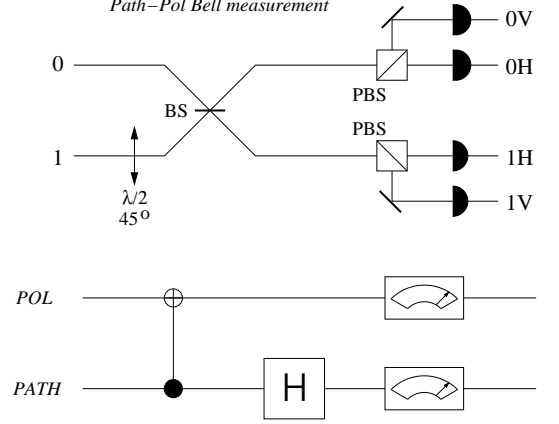 Path-Pol Bell measurement
0V
0
0H
BS
PBS
PBS
1
1H
λ/2
45°
1V
POL
PATH
H